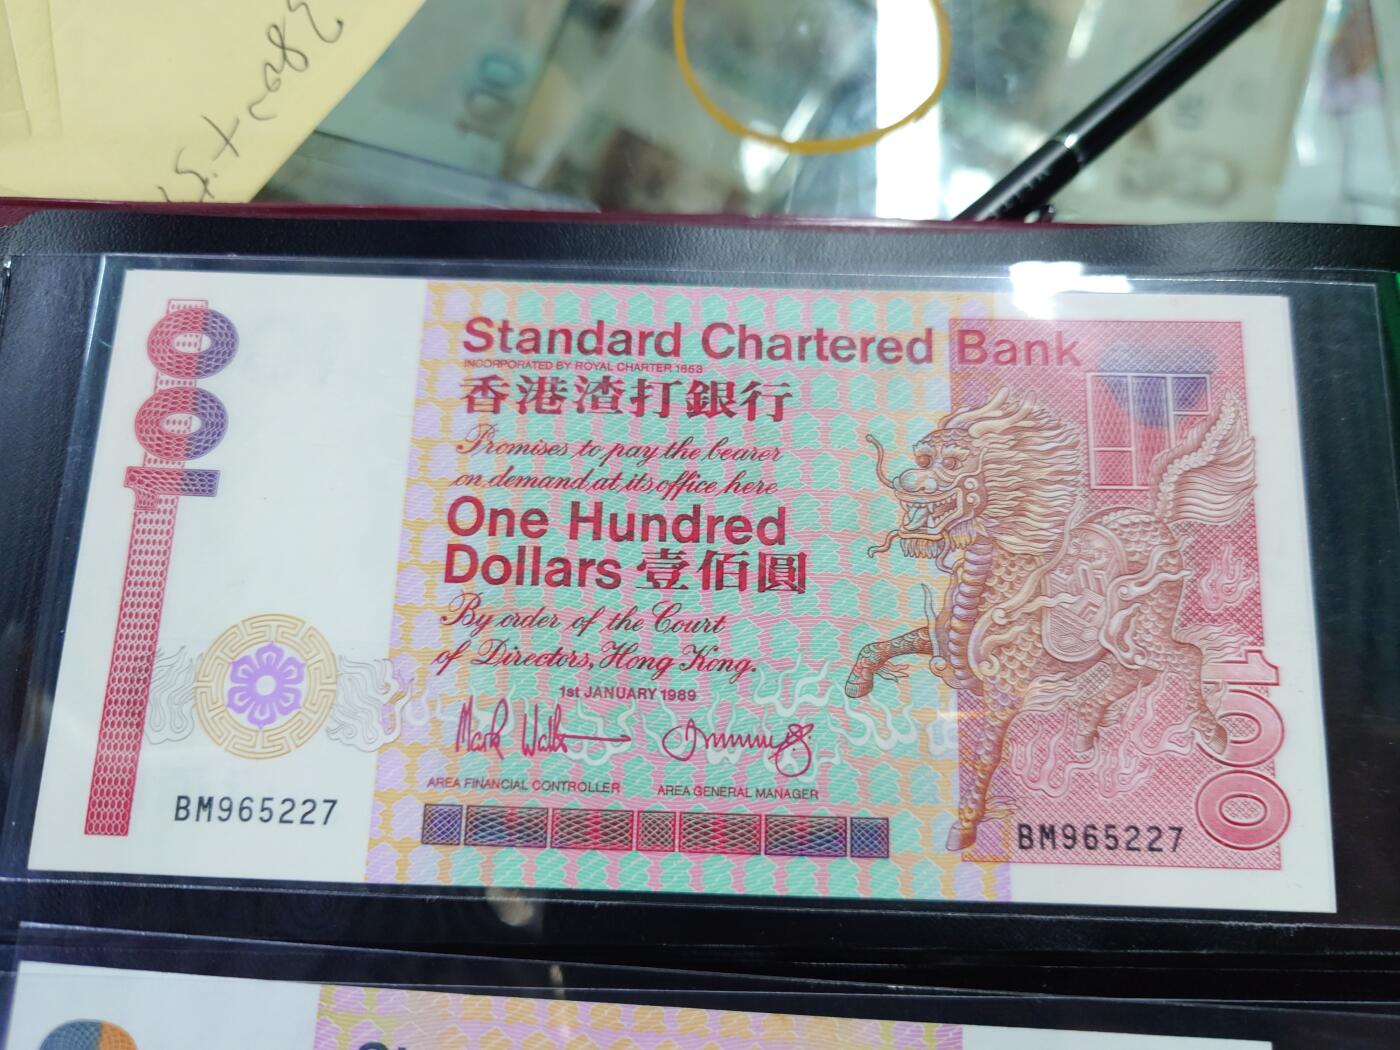 100
Standard Chartered Bank
INCORPORATED BY ROYAL CHARTER 1853
香港渣打銀行
Promises to pay the bearer
on demand at its office here
One Hundred
Dollars 壹佰圓
By order of the Court
of Directors, Hong Kong.
1st JANUARY 1989
Mark
AREA FINANCIAL CONTROLLER AREA GENERAL MANAGER
BM965227
BM965227
100
100